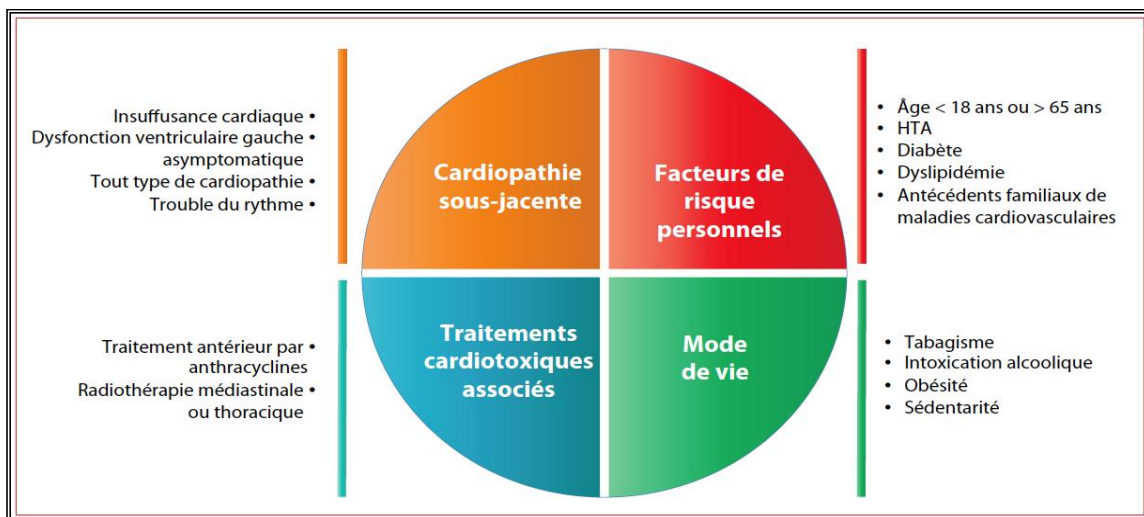 Insuffusance cardiaque •
Dysfonction ventriculaire gauche •
asymptomatique
Tout type de cardiopathie •
Trouble du rythme •
Cardiopathie
sous-jacente
Facteurs de
risque
personnels
• Âge < 18 ans ou > 65 ans
• HTA
• Diabète
• Dyslipidémie
• Antécédents familiaux de
maladies cardiovasculaires
Traitement antérieur par •
anthracyclines
Radiothérapie médiastinale •
ou thoracique
Traitements
cardiotoxiques
associés
Mode
de vie
• Tabagisme
• Intoxication alcoolique
• Obésité
• Sédentarité